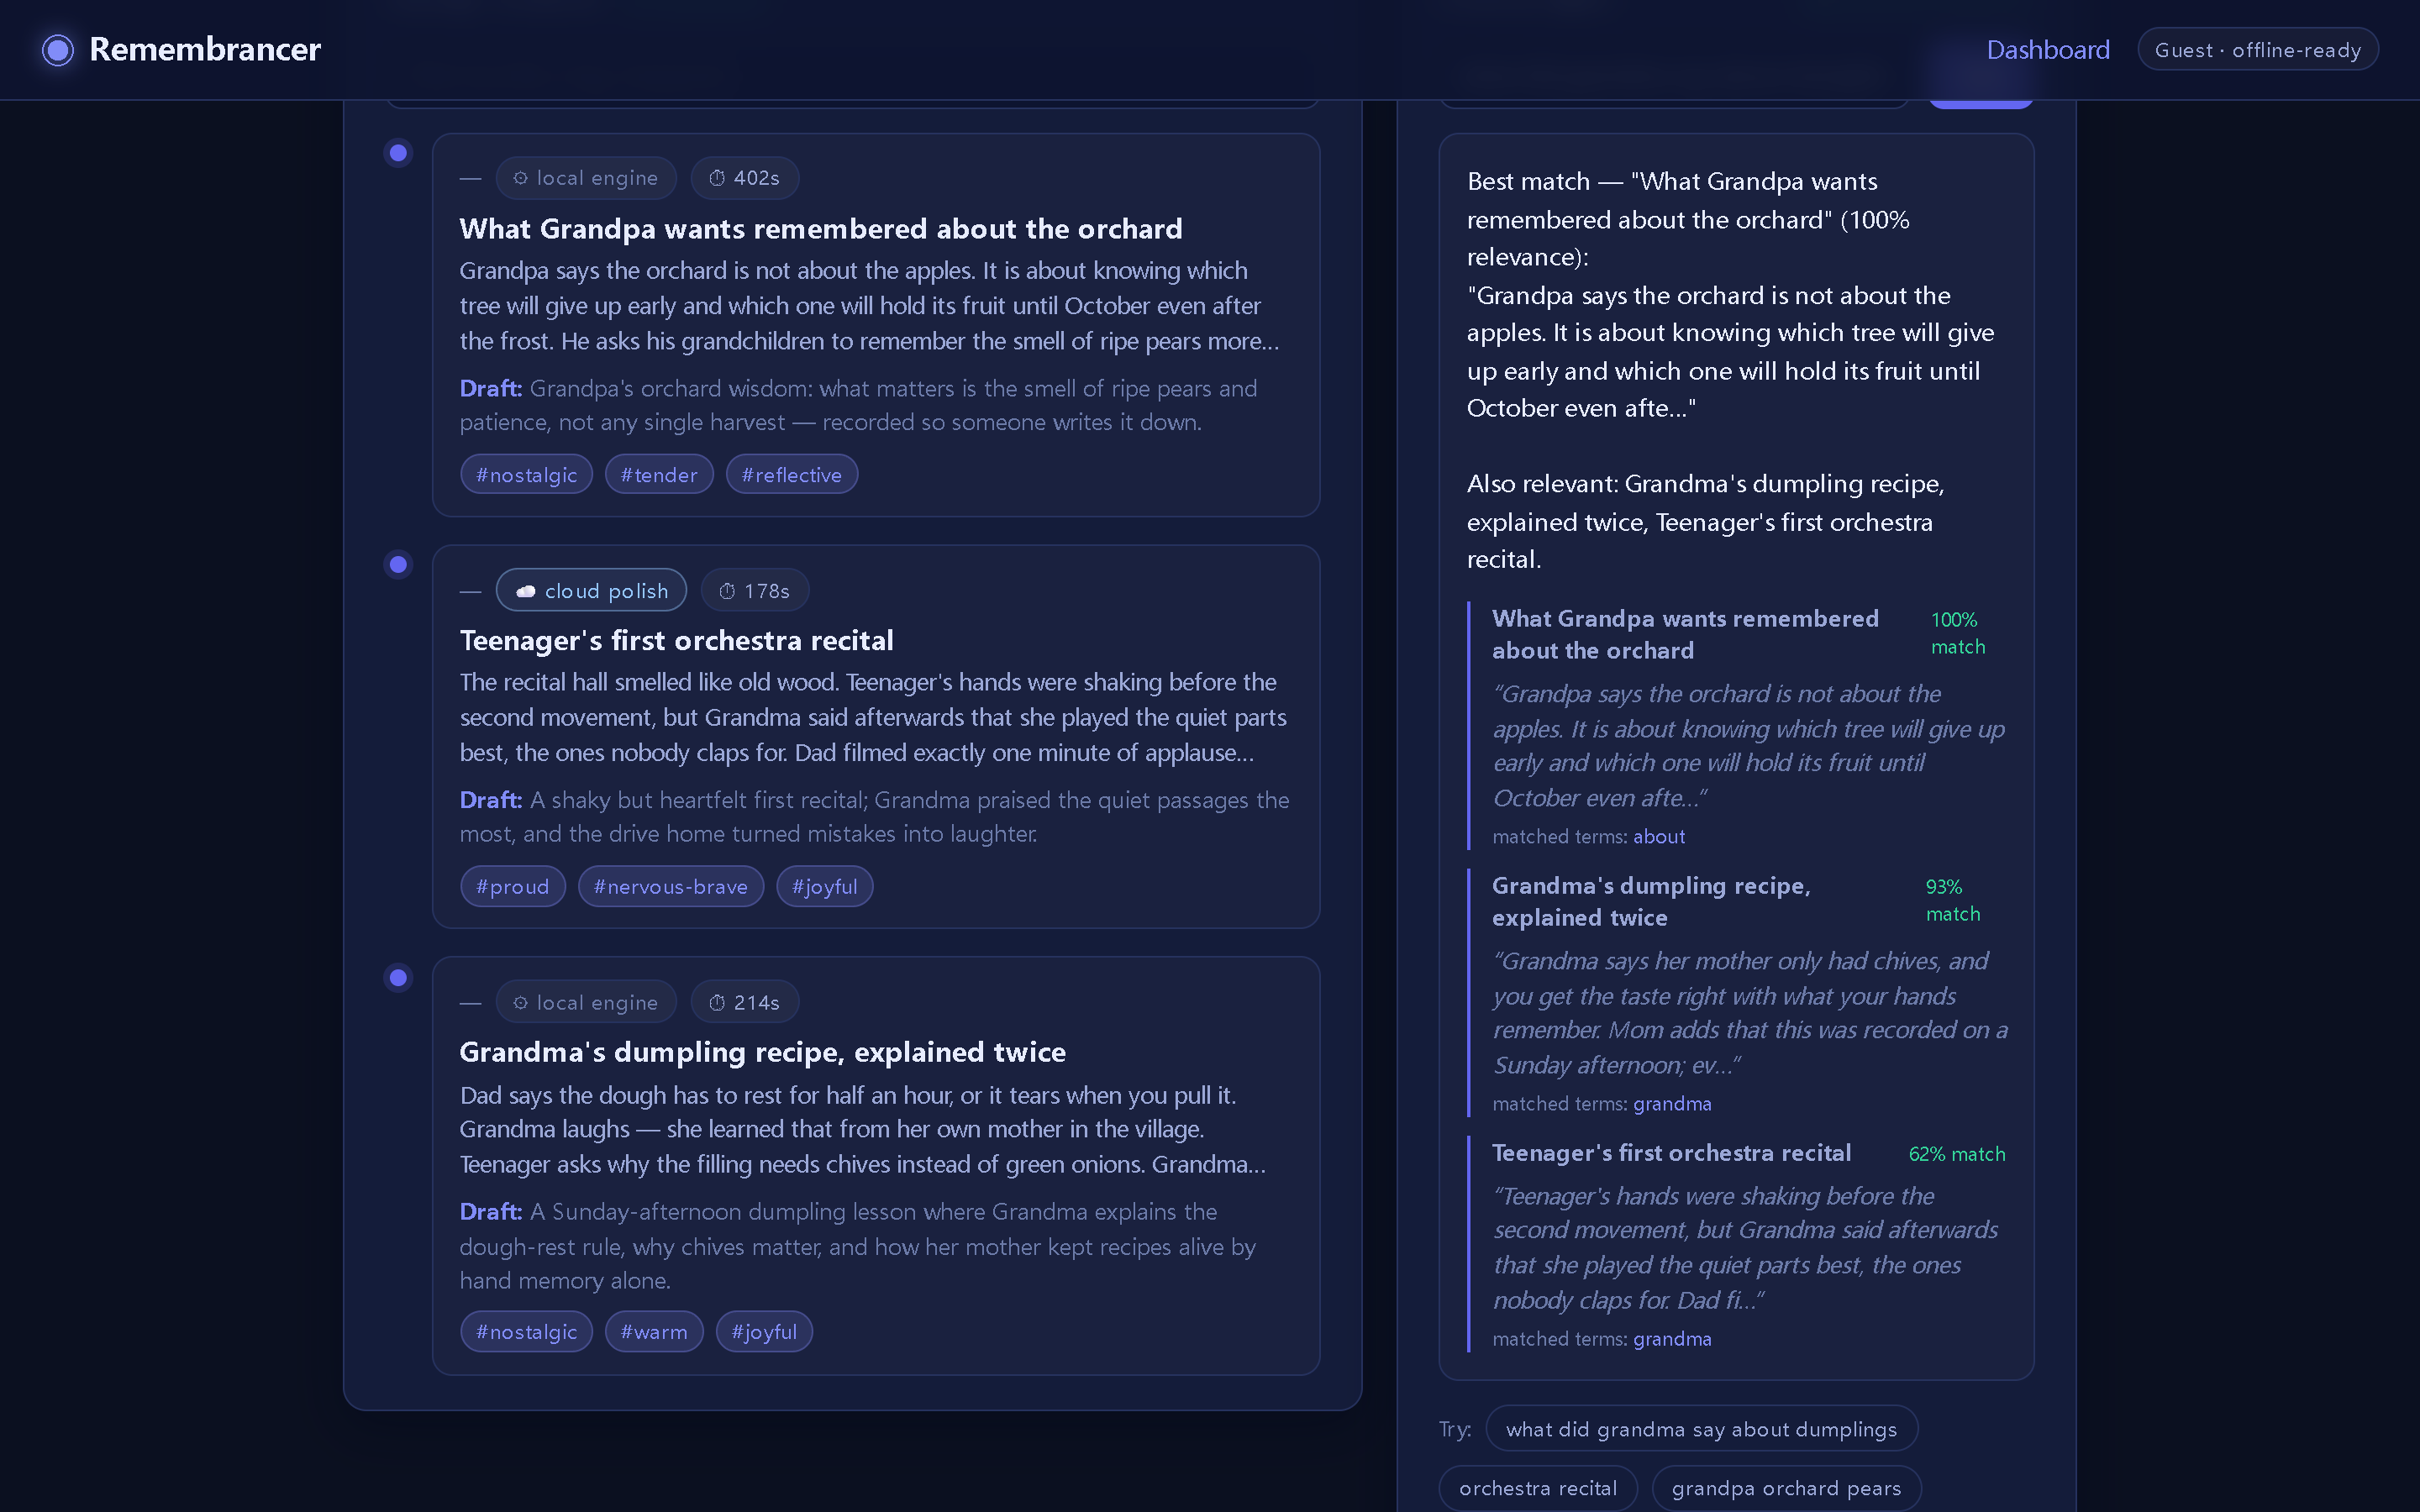 Remembrancer
Dashboard
Guest · offline-ready
— ⚙ local engine ⏱ 402s
What Grandpa wants remembered about the orchard
Grandpa says the orchard is not about the apples. It is about knowing which
tree will give up early and which one will hold its fruit until October even after
the frost. He asks his grandchildren to remember the smell of ripe pears more...
Draft: Grandpa's orchard wisdom: what matters is the smell of ripe pears and
patience, not any single harvest — recorded so someone writes it down.
#nostalgic #tender #reflective
— ☁ cloud polish ⏱ 178s
Teenager's first orchestra recital
The recital hall smelled like old wood. Teenager's hands were shaking before the
second movement, but Grandma said afterwards that she played the quiet parts
best, the ones nobody claps for. Dad filmed exactly one minute of applause...
Draft: A shaky but heartfelt first recital; Grandma praised the quiet passages the
most, and the drive home turned mistakes into laughter.
#proud #nervous-brave #joyful
— ⚙ local engine ⏱ 214s
Grandma's dumpling recipe, explained twice
Dad says the dough has to rest for half an hour, or it tears when you pull it.
Grandma laughs — she learned that from her own mother in the village.
Teenager asks why the filling needs chives instead of green onions. Grandma...
Draft: A Sunday-afternoon dumpling lesson where Grandma explains the
dough-rest rule, why chives matter, and how her mother kept recipes alive by
hand memory alone.
#nostalgic #warm #joyful
Best match — "What Grandpa wants
remembered about the orchard" (100%
relevance):
"Grandpa says the orchard is not about the
apples. It is about knowing which tree will give
up early and which one will hold its fruit until
October even afte..."
Also relevant: Grandma's dumpling recipe,
explained twice, Teenager's first orchestra
recital.
What Grandpa wants remembered
about the orchard
100%
match
“Grandpa says the orchard is not about the
apples. It is about knowing which tree will give up
early and which one will hold its fruit until
October even afte...”
matched terms: about
Grandma's dumpling recipe,
explained twice
93%
match
“Grandma says her mother only had chives, and
you get the taste right with what your hands
remember. Mom adds that this was recorded on a
Sunday afternoon; ev...”
matched terms: grandma
Teenager's first orchestra recital 62% match
“Teenager's hands were shaking before the
second movement, but Grandma said afterwards
that she played the quiet parts best, the ones
nobody claps for. Dad fi...”
matched terms: grandma
Try: what did grandma say about dumplings
orchestra recital grandpa orchard pears